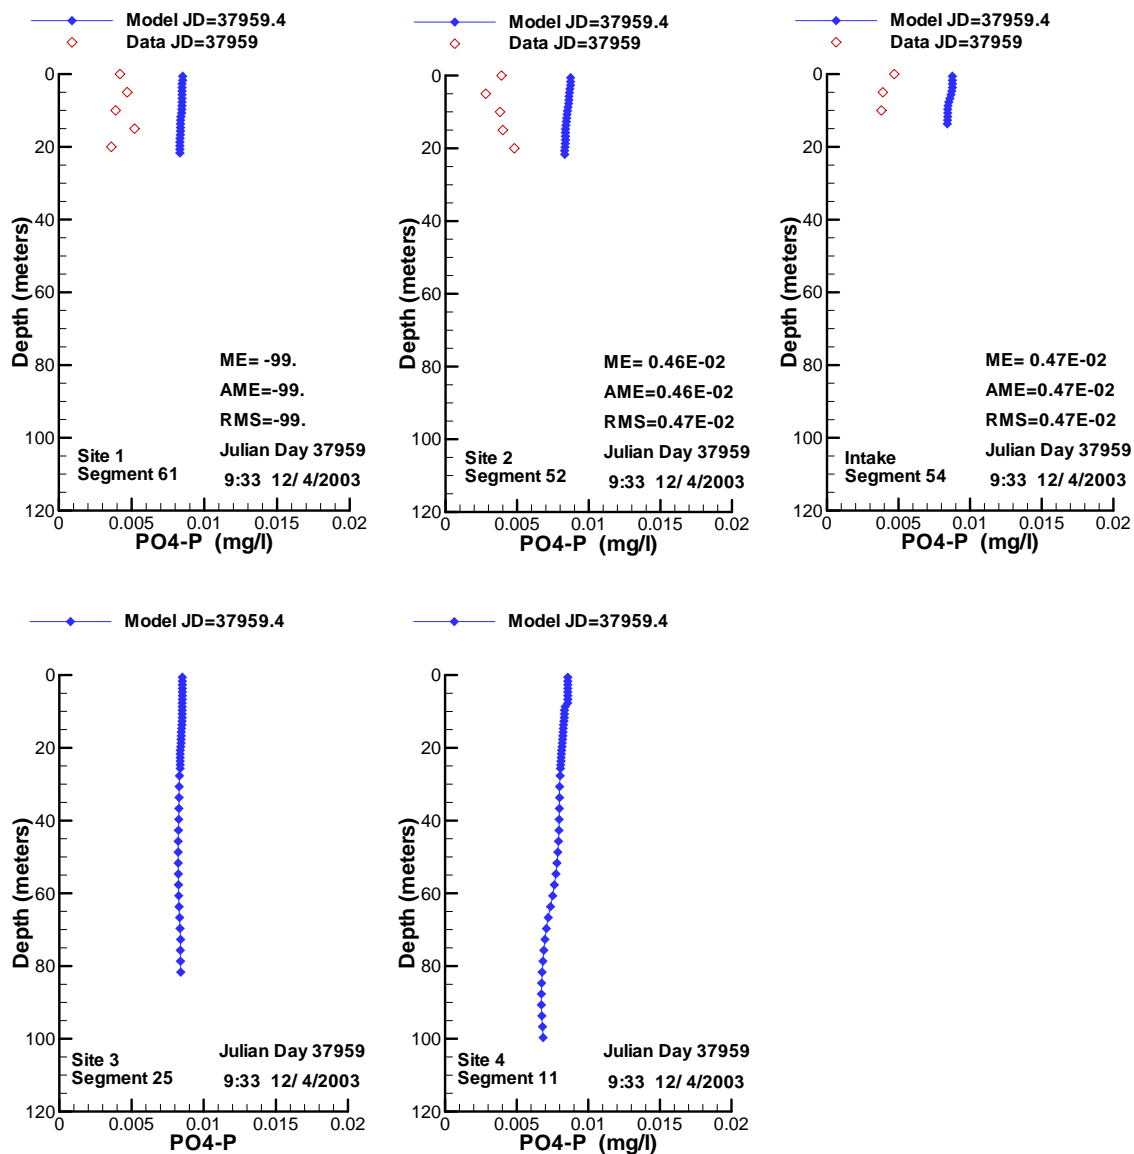 Model JD=37959.4
Data JD=37959
0
20
40
60
80
100
120
Depth (meters)
ME= -99.
AME=-99.
RMS=-99.
Julian Day 37959
9:33 12/ 4/2003
Site 1
Segment 61
0 0.005 0.01 0.015 0.02
PO4-P (mg/l)
Model JD=37959.4
Data JD=37959
0
20
40
60
80
100
120
Depth (meters)
ME= 0.46E-02
AME=0.46E-02
RMS=0.47E-02
Julian Day 37959
9:33 12/ 4/2003
Site 2
Segment 52
0 0.005 0.01 0.015 0.02
PO4-P (mg/l)
Model JD=37959.4
Data JD=37959
0
20
40
60
80
100
120
Depth (meters)
ME= 0.47E-02
AME=0.47E-02
RMS=0.47E-02
Julian Day 37959
9:33 12/ 4/2003
Intake
Segment 54
0 0.005 0.01 0.015 0.02
PO4-P (mg/l)
Model JD=37959.4
0
20
40
60
80
100
120
Depth (meters)
Julian Day 37959
9:33 12/ 4/2003
Site 3
Segment 25
0 0.005 0.01 0.015 0.02
PO4-P
Model JD=37959.4
0
20
40
60
80
100
120
Depth (meters)
Julian Day 37959
9:33 12/ 4/2003
Site 4
Segment 11
0 0.005 0.01 0.015 0.02
PO4-P (mg/l)